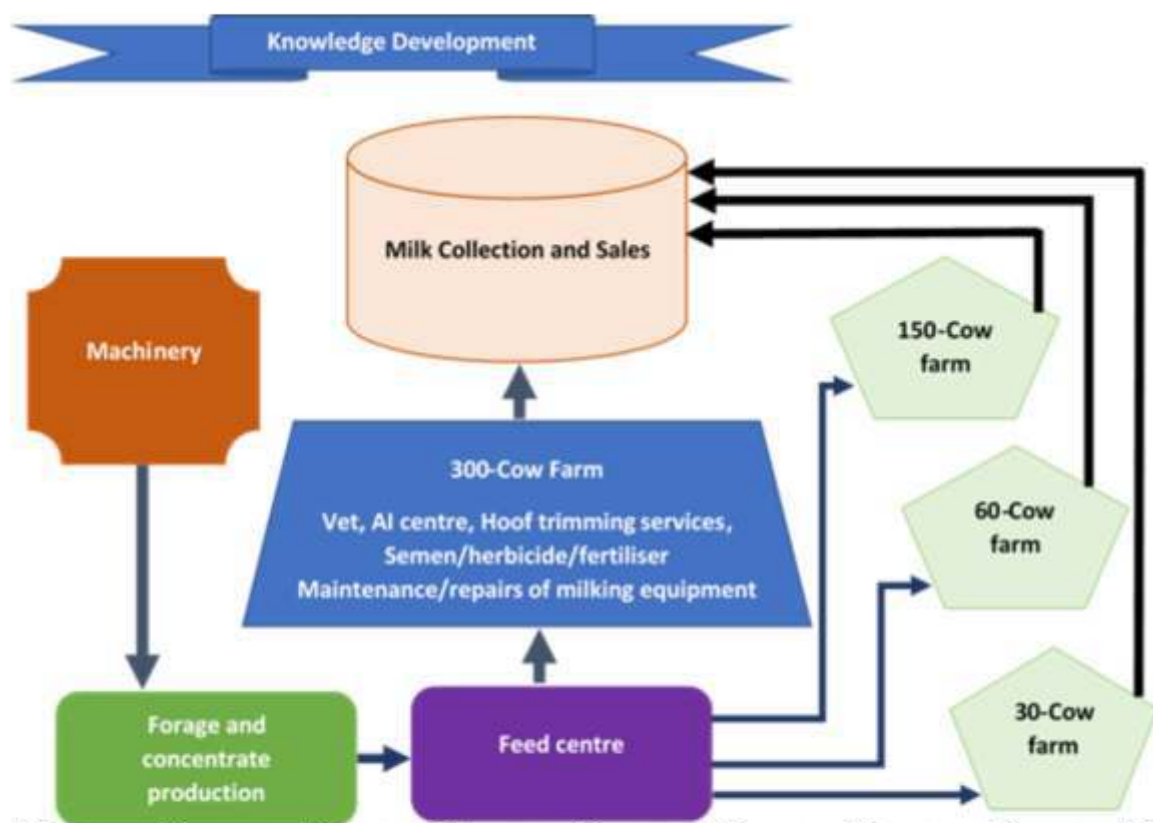 Knowledge Development
Milk Collection and Sales
Machinery
150-Cow
farm
300-Cow Farm
Vet, AI centre, Hoof trimming services,
Semen/herbicide/fertiliser
Maintenance/repairs of milking equipment
60-Cow
farm
Forage and
concentrate
production
Feed centre
30-Cow
farm